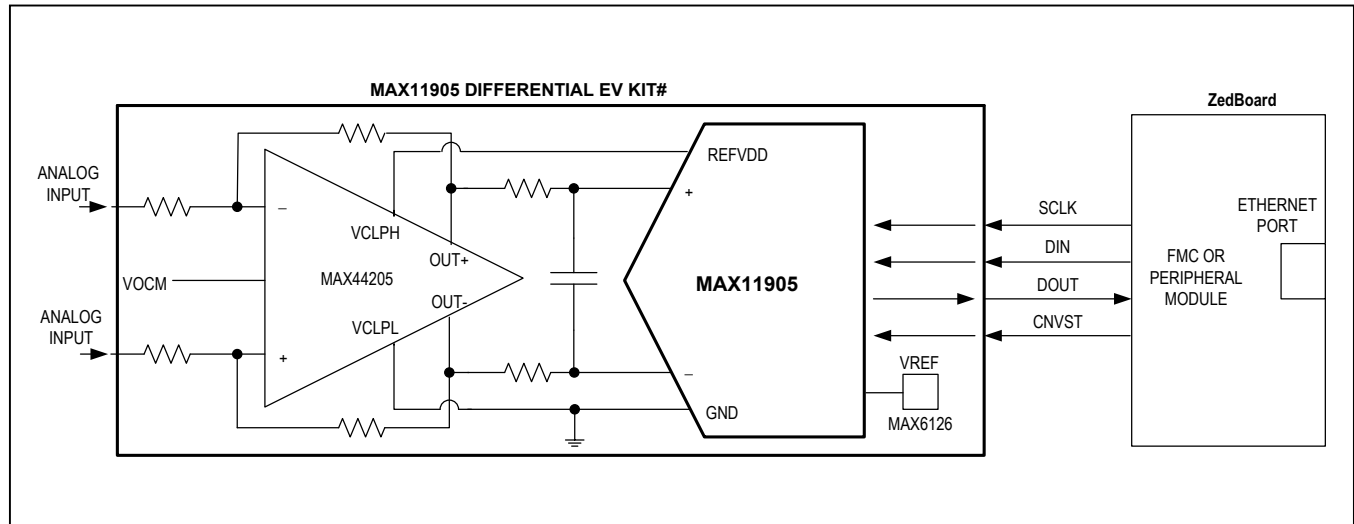 MAX11905 DIFFERENTIAL EV KIT#
ZedBoard
ANALOG
INPUT
−
VCLPH
OUT+
VOCM
MAX44205
OUT-
VCLPL
ANALOG
INPUT
+
REFVDD
+
MAX11905
−
GND
VREF
MAX6126
SCLK
DIN
DOUT
CNVST
FMC OR
PERIPHERAL
MODULE
ETHERNET
PORT